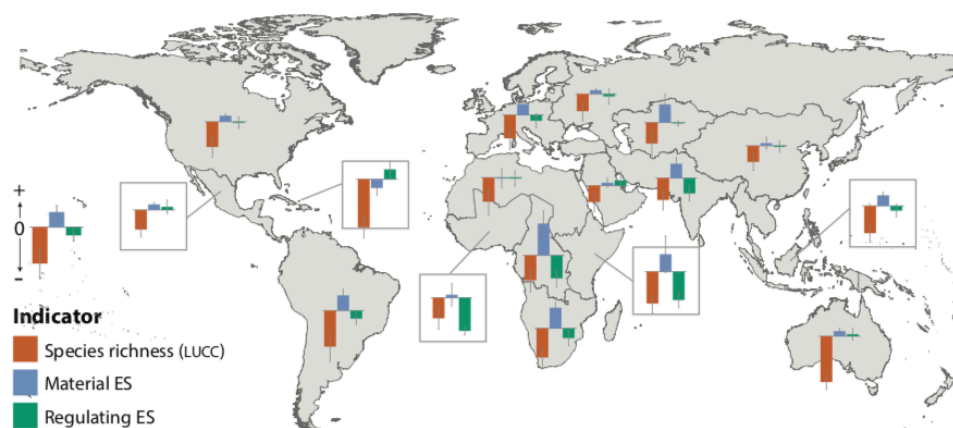 +
0
-
Indicator
Species richness (LUCC)
Material ES
Regulating ES